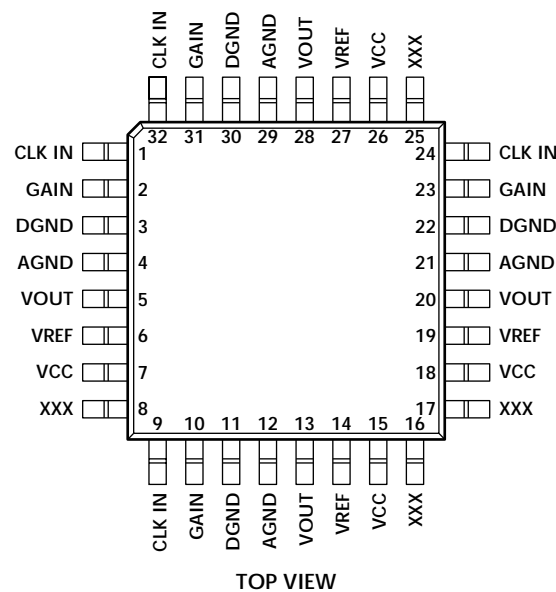 CLK IN GAIN DGND AGND VOUT VREF VCC XXX
32 31 30 29 28 27 26 25
CLK IN 1 24 CLK IN
GAIN 2 23 GAIN
DGND 3 22 DGND
AGND 4 21 AGND
VOUT 5 20 VOUT
VREF 6 19 VREF
VCC 7 18 VCC
XXX 8 17 XXX
9 10 11 12 13 14 15 16
CLK IN GAIN DGND AGND VOUT VREF VCC XXX
TOP VIEW